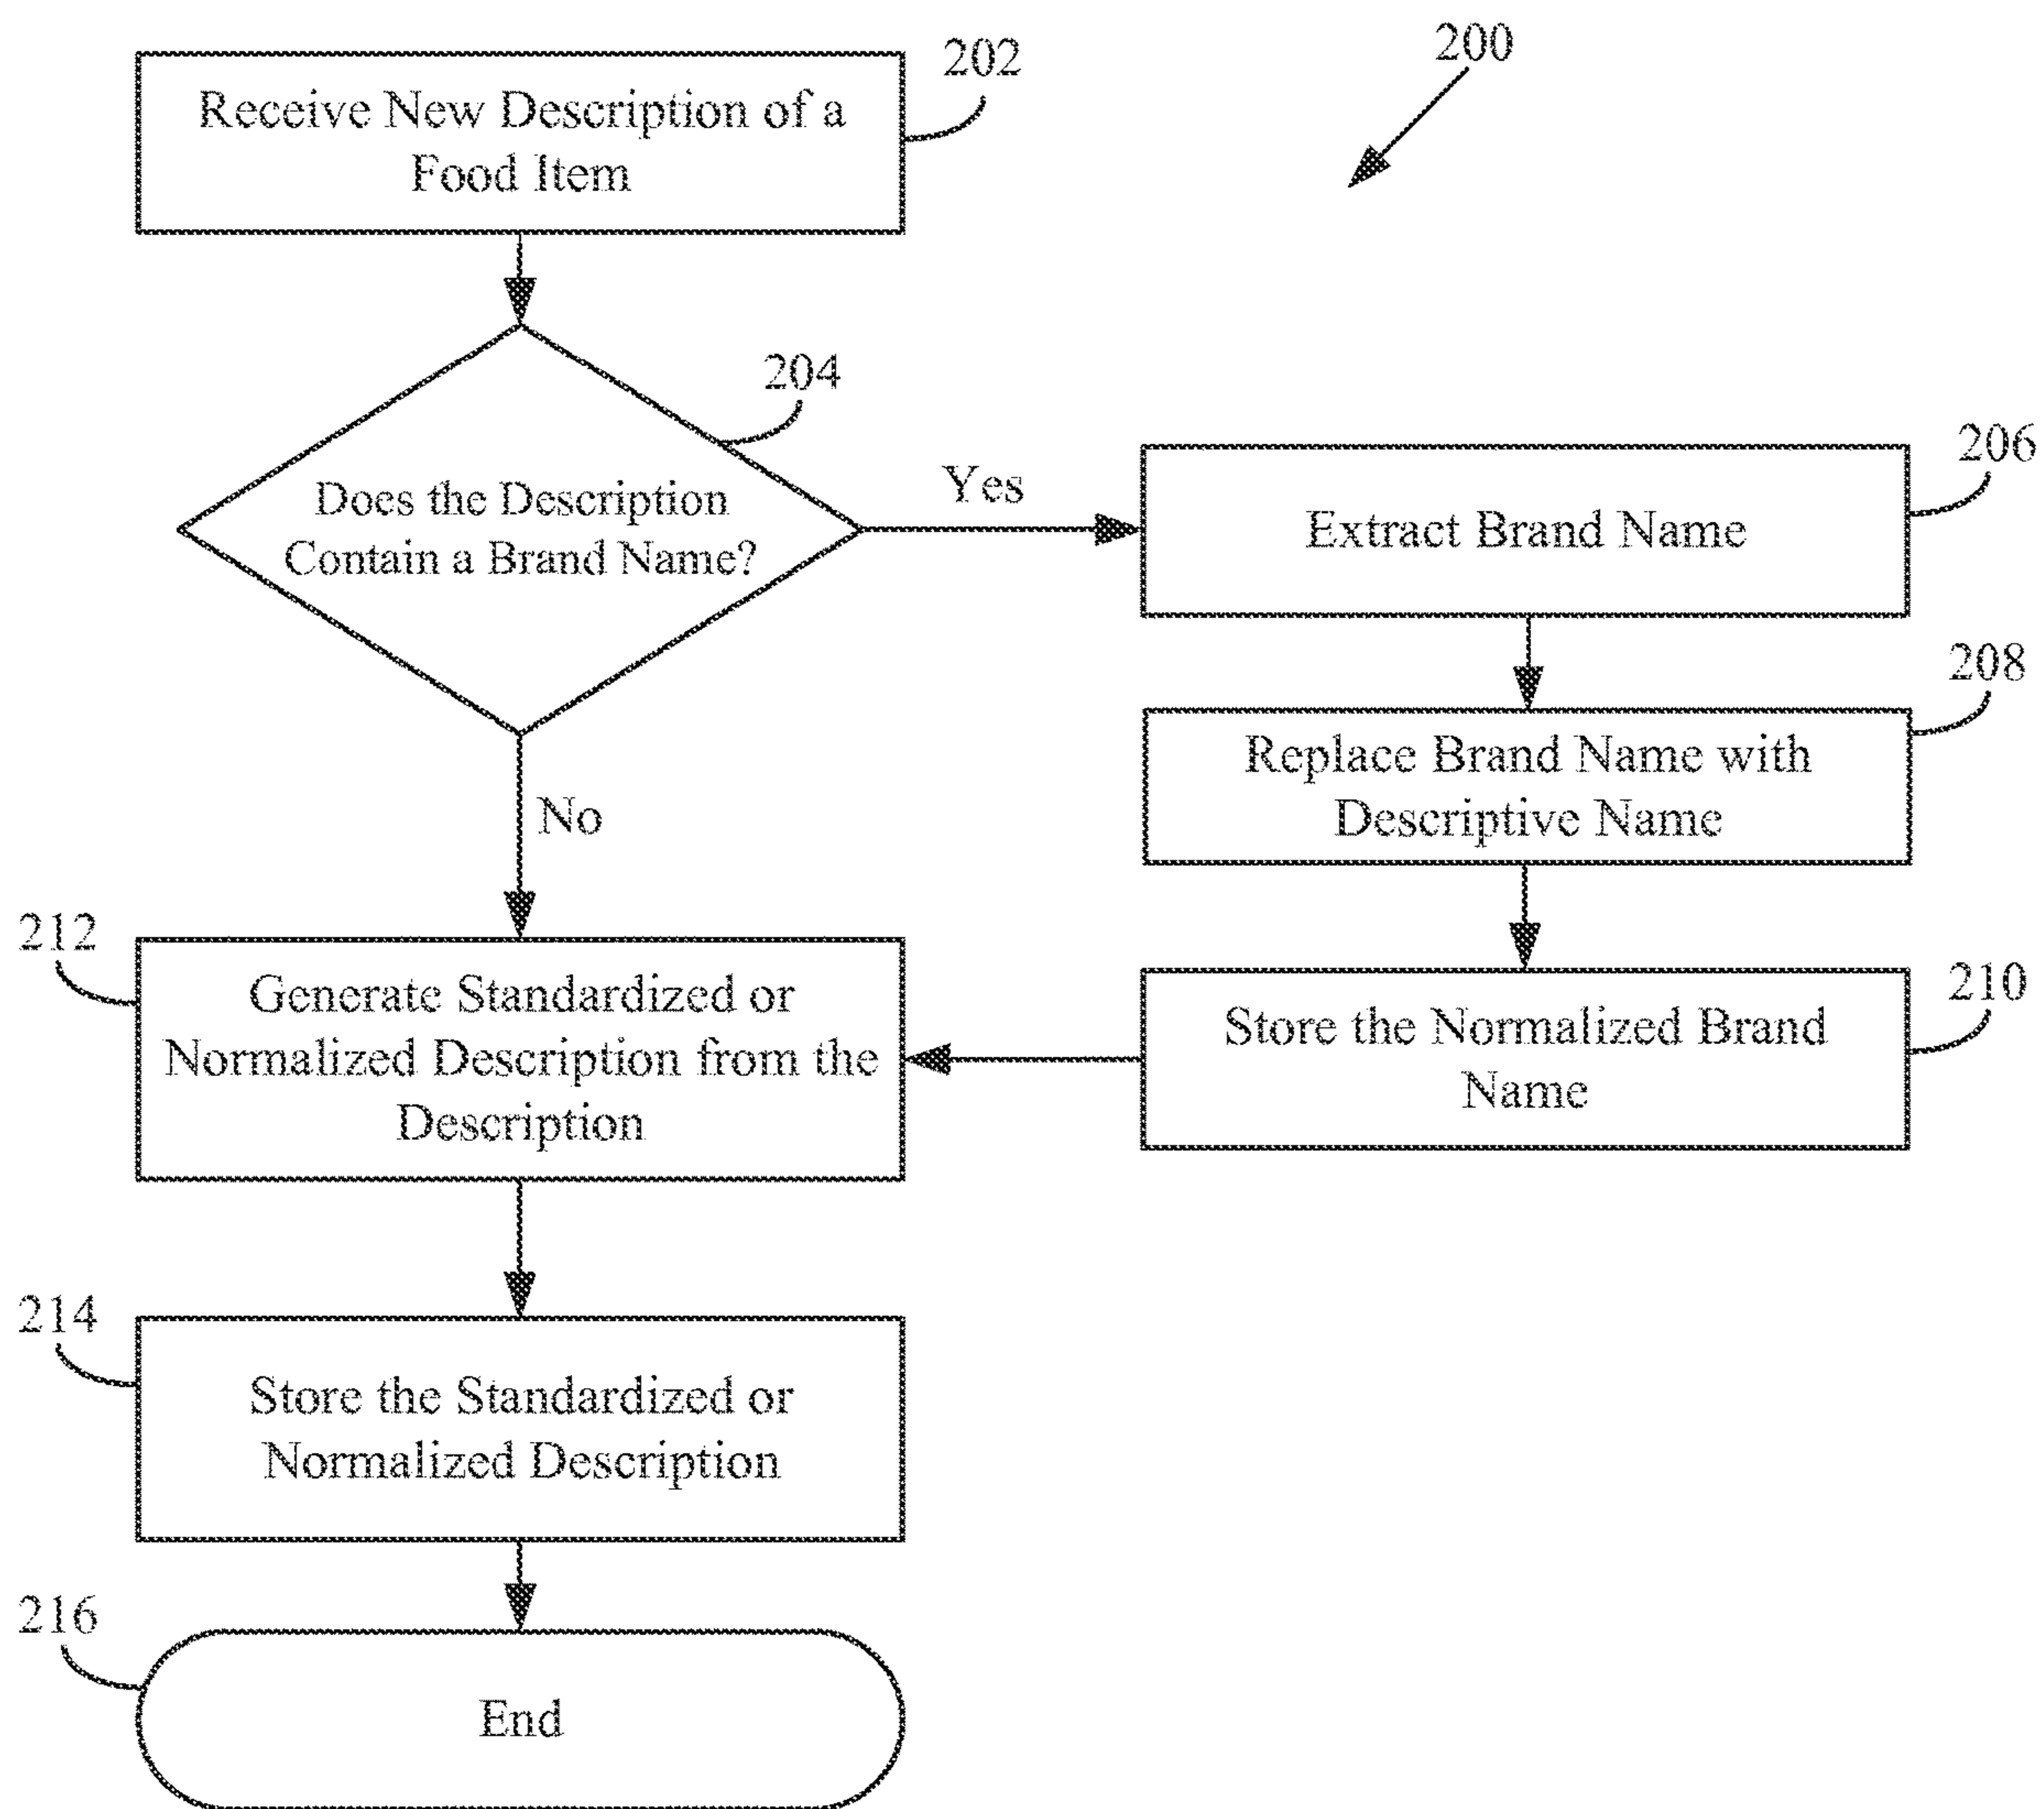 200
202
Receive New Description of a
Food Item
204
Does the Description
Contain a Brand Name?
Yes
206
Extract Brand Name
208
Replace Brand Name with
Descriptive Name
No
210
Store the Normalized Brand
Name
212
Generate Standardized or
Normalized Description from the
Description
214
Store the Standardized or
Normalized Description
216
End